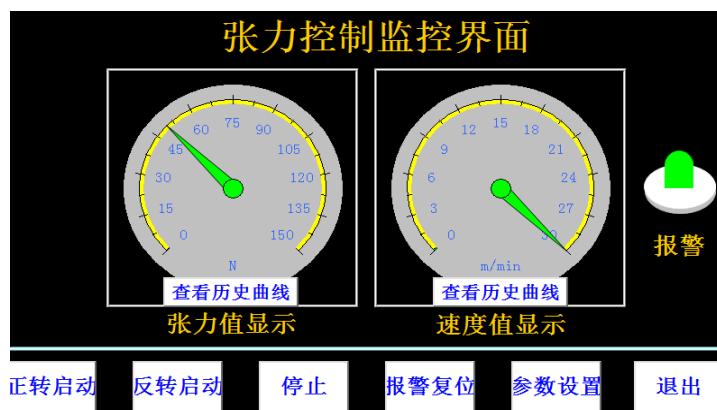 张力控制监控界面
0 15 30 45 60 75 90 105 120 135 150
N
查看历史曲线
张力值显示
0 3 6 9 12 15 18 21 24 27 30
m/min
查看历史曲线
速度值显示
报警
正转启动 反转启动 停止 报警复位 参数设置 退出